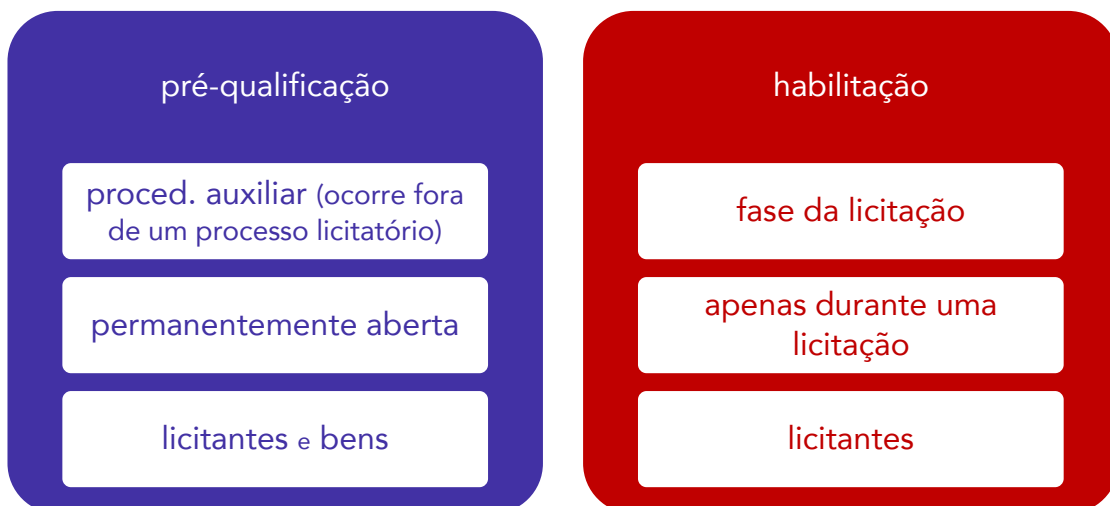 pré-qualificação
proced. auxiliar (ocorre fora
de um processo licitatório)
permanentemente aberta
licitantes e bens
habilitação
fase da licitação
apenas durante uma
licitação
licitantes